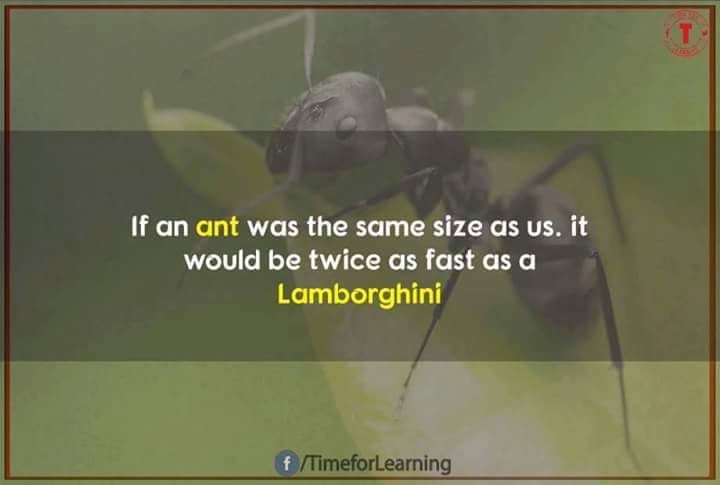 T
If an ant was the same size as us. it
would be twice as fast as a
Lamborghini
f /TimeforLearning